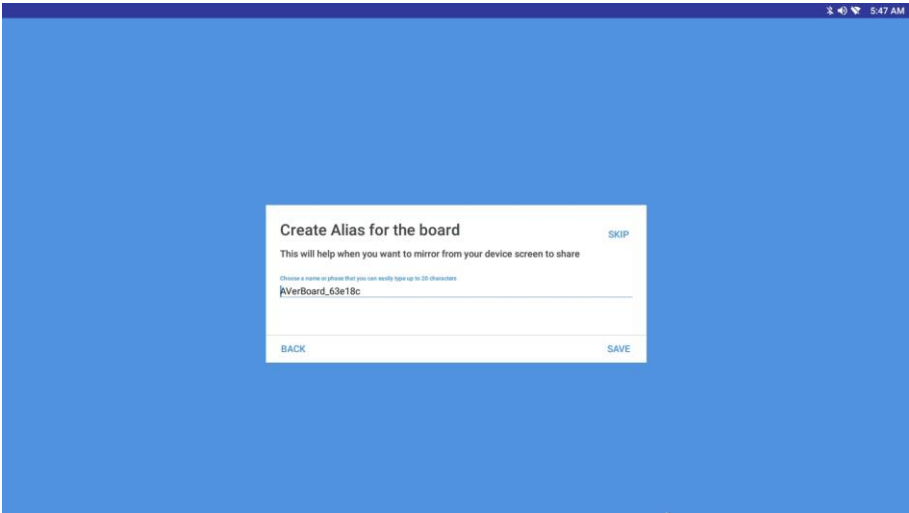 5:47 AM
Create Alias for the board
SKIP
This will help when you want to mirror from your device screen to share
Choose a name or phase that you can easily type up to 20 characters
AVerBoard_63e18c
BACK
SAVE